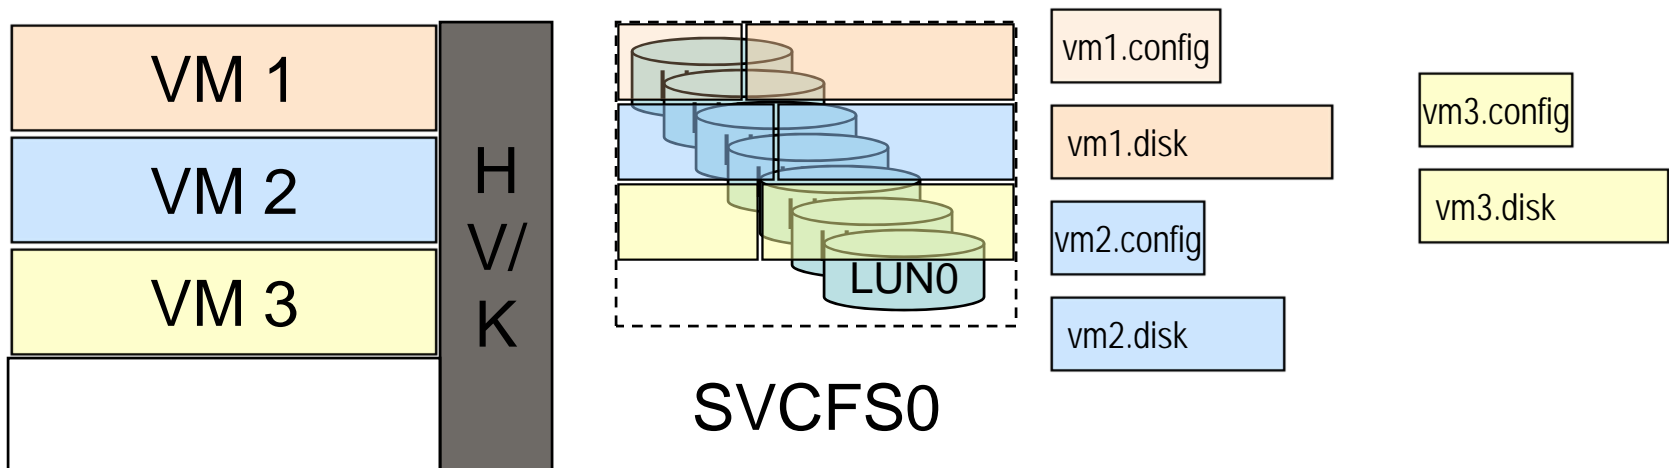 VM 1
VM 2
VM 3
H
V/
K
LUN0
SVCFS0
vm1.config
vm1.disk
vm2.config
vm2.disk
vm3.config
vm3.disk